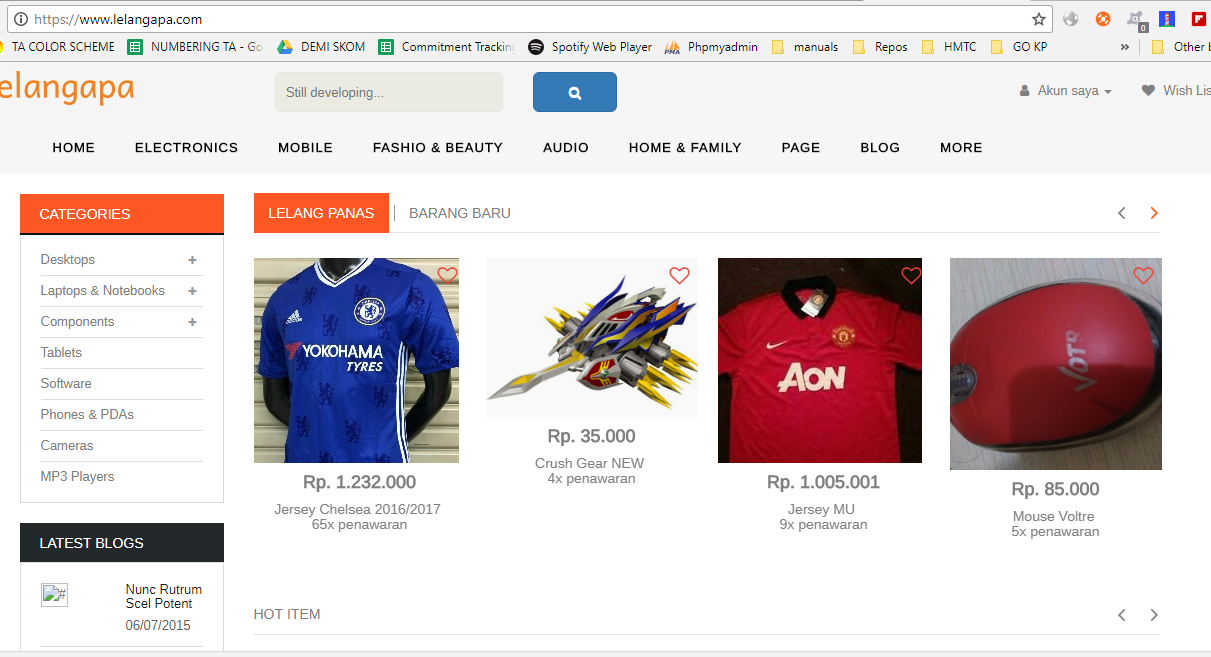 https://www.lelangapa.com
0
TA COLOR SCHEME
NUMBERING TA - Go
DEMI SKOM
Commitment Tracking
Spotify Web Player
PMA
Phpmyadmin
manuals
Repos
HMTC
GO KP
»
Other b
elangapa
Still developing...
Akun saya
Wish Lis
HOME
ELECTRONICS
MOBILE
FASHIO & BEAUTY
AUDIO
HOME & FAMILY
PAGE
BLOG
MORE
CATEGORIES
Desktops +
Laptops & Notebooks +
Components +
Tablets
Software
Phones & PDAs
Cameras
MP3 Players
LATEST BLOGS
#
Nunc Rutrum
Scel Potent
06/07/2015
LELANG PANAS
BARANG BARU
adidas
YOKOHAMA
TYRES
Rp. 1.232.000
Jersey Chelsea 2016/2017
65x penawaran
Rp. 35.000
Crush Gear NEW
4x penawaran
AON
Rp. 1.005.001
Jersey MU
9x penawaran
VOTRE
Rp. 85.000
Mouse Voltre
5x penawaran
HOT ITEM